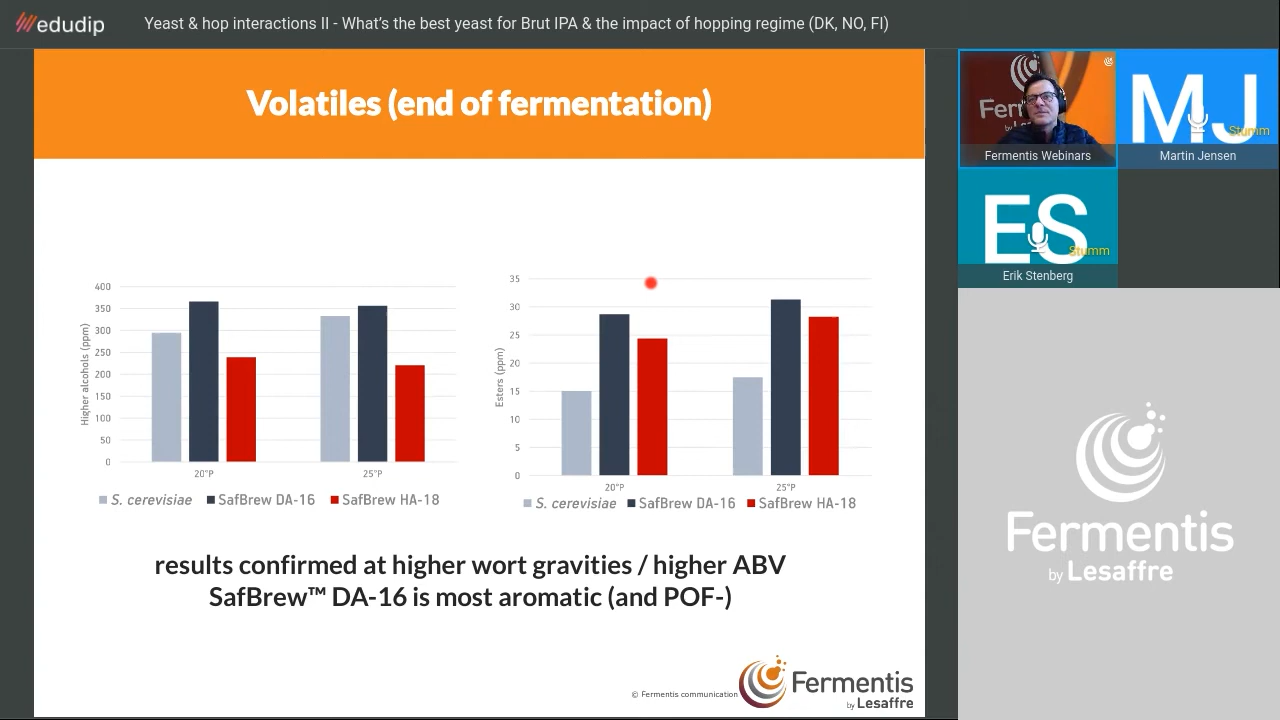 edudip
Yeast & hop interactions II - What's the best yeast for Brut IPA & the impact of hopping regime (DK, NO, FI)
Volatiles (end of fermentation)
Higher alcohols (ppm)
400
350
300
250
200
150
100
50
0
20°P
25°P
S. cerevisiae
SafBrew DA-16
SafBrew HA-18
Esters (ppm)
35
30
25
20
15
10
5
0
20°P
25°P
S. cerevisiae
SafBrew DA-16
SafBrew HA-18
results confirmed at higher wort gravities / higher ABV
SafBrew™ DA-16 is most aromatic (and POF-)
© Fermentis communication
Fermentis
by Lesaffre
Fermentis Webinars
MJ
Stumm
Martin Jensen
ES
Stumm
Erik Stenberg
Fermentis
by Lesaffre